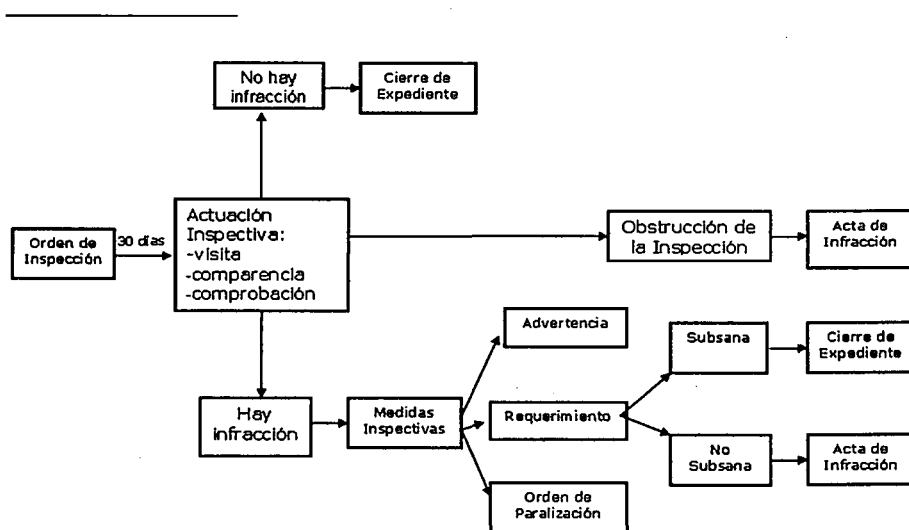 No hay
infracción
Cierre de
Expediente
Orden de
Inspección
30 días
Actuación
Inspectiva:
-visita
-comparencia
-comprobación
Obstrucción de
la Inspección
Acta de
Infracción
Hay
infracción
Medidas
Inspectivas
Advertencia
Requerimiento
Orden de
Paralización
Subsana
Cierre de
Expediente
No
Subsana
Acta de
Infracción